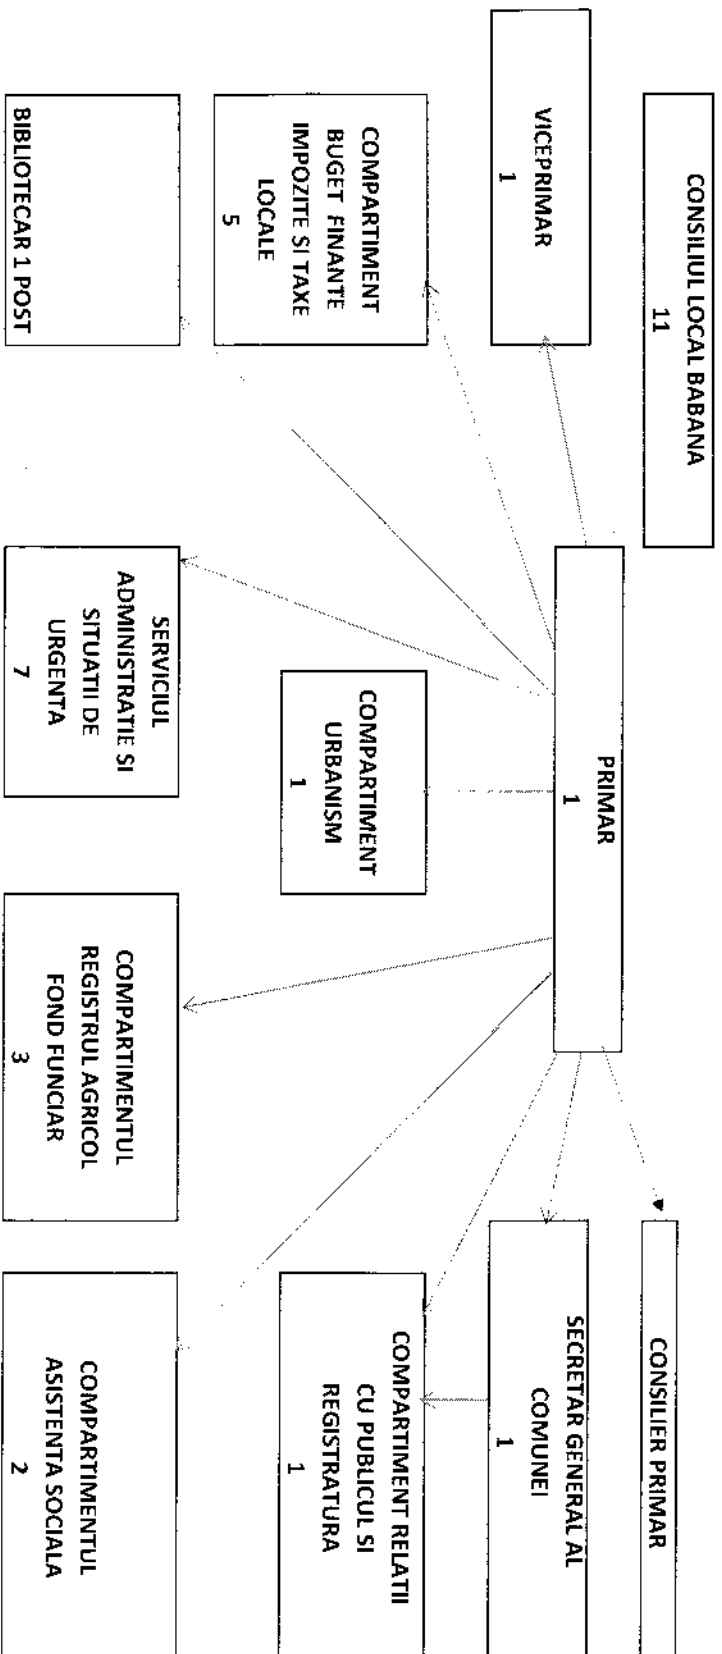 CONSILIUL LOCAL BABANA
11
CONSILIER PRIMAR
PRIMAR
1
VICEPRIMAR
1
SECRETAR GENERAL AL
COMUNEI
1
COMPARTIMENT
BUGET FINANTE
IMPOZITE SI TAXE
LOCALE
5
COMPARTIMENT
URBANISM
1
COMPARTIMENT RELATII
CU PUBLICUL SI
REGISTRATURA
1
BIBLIOTECAR 1 POST
SERVICIUL
ADMINISTRATIE SI
SITUATII DE
URGENTA
7
COMPARTIMENTUL
REGISTRUL AGRICOL
FOND FUNCIAR
3
COMPARTIMENTUL
ASISTENTA SOCIALA
2